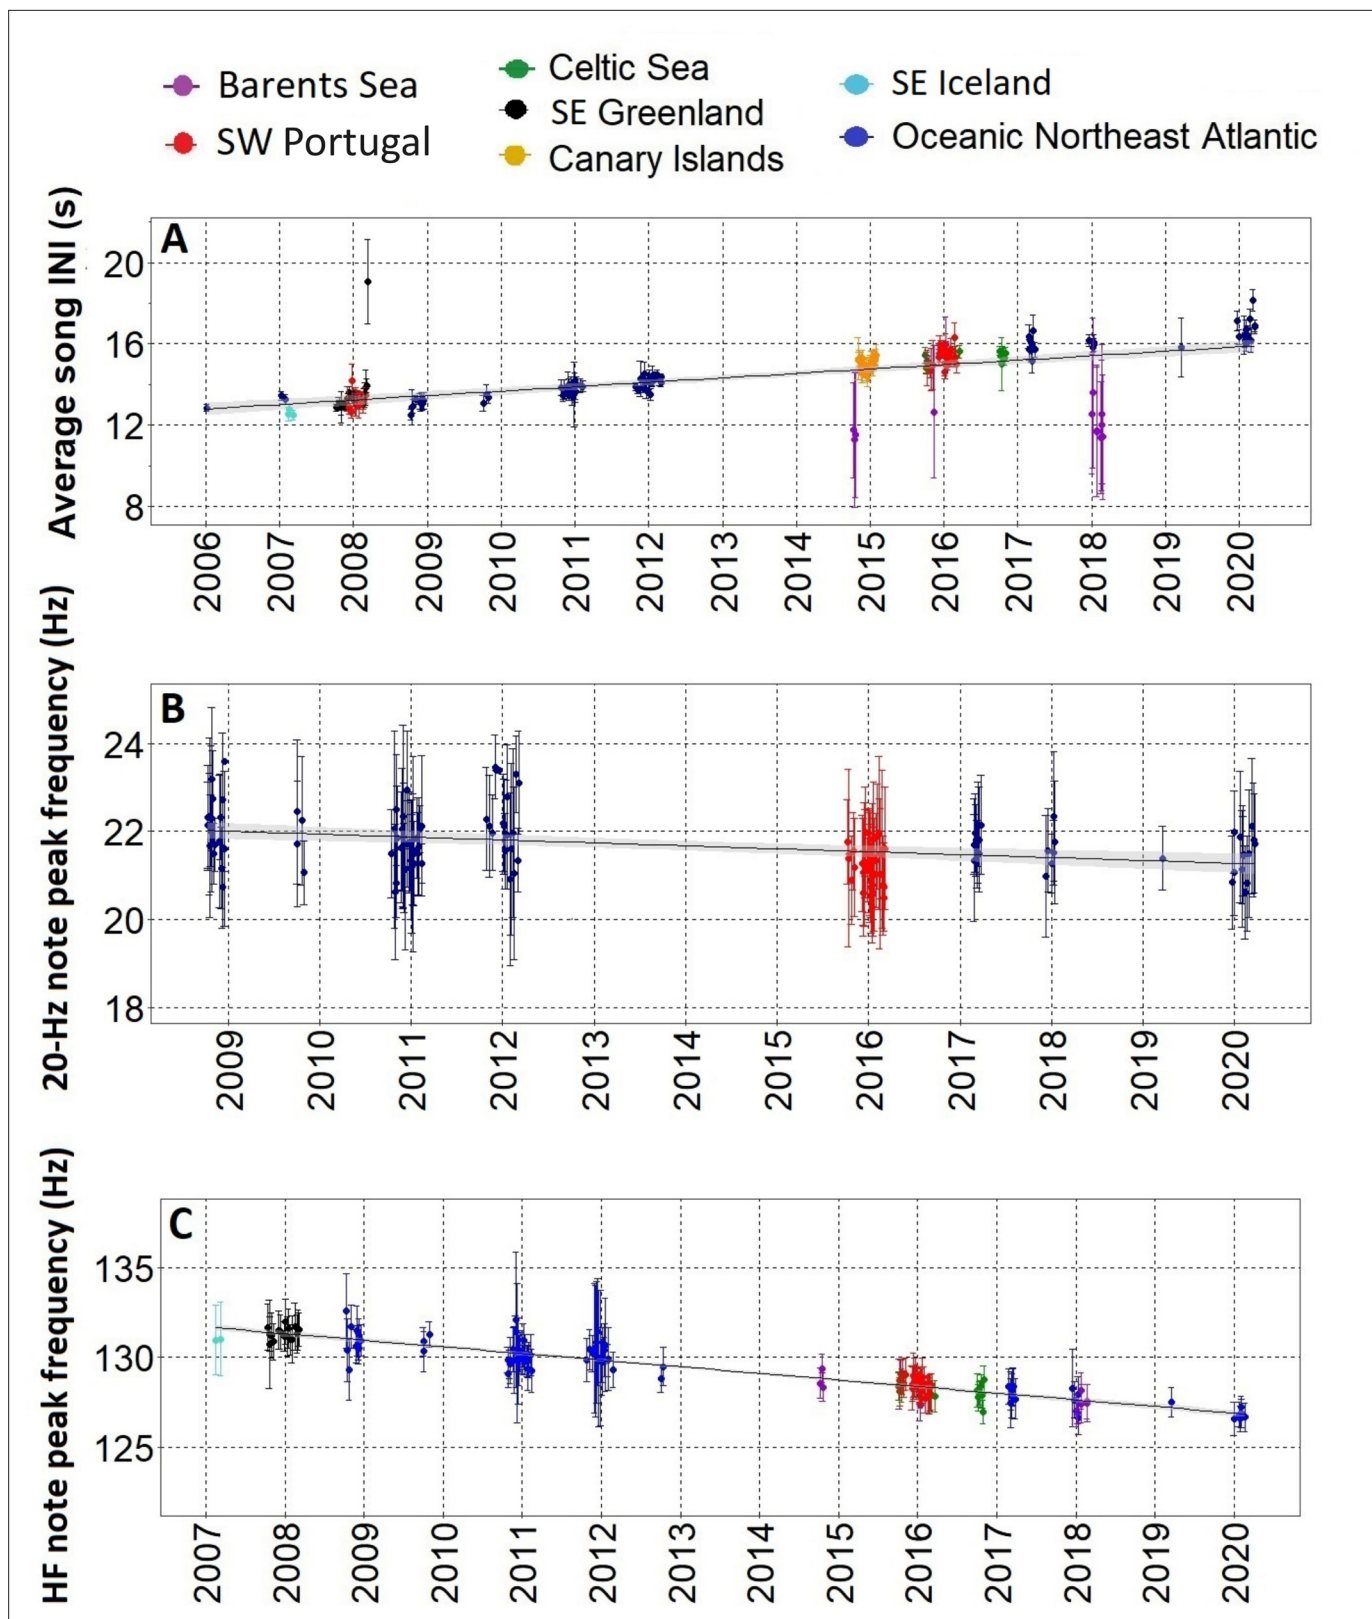 Barents Sea
SW Portugal
Celtic Sea
SE Greenland
Canary Islands
SE Iceland
Oceanic Northeast Atlantic
A
Average song INI (s)
20
16
12
8
2006 2007 2008 2009 2010 2011 2012 2013 2014 2015 2016 2017 2018 2019 2020
B
20-Hz note peak frequency (Hz)
24
22
20
18
2009 2010 2011 2012 2013 2014 2015 2016 2017 2018 2019 2020
C
HF note peak frequency (Hz)
135
130
125
2007 2008 2009 2010 2011 2012 2013 2014 2015 2016 2017 2018 2019 2020